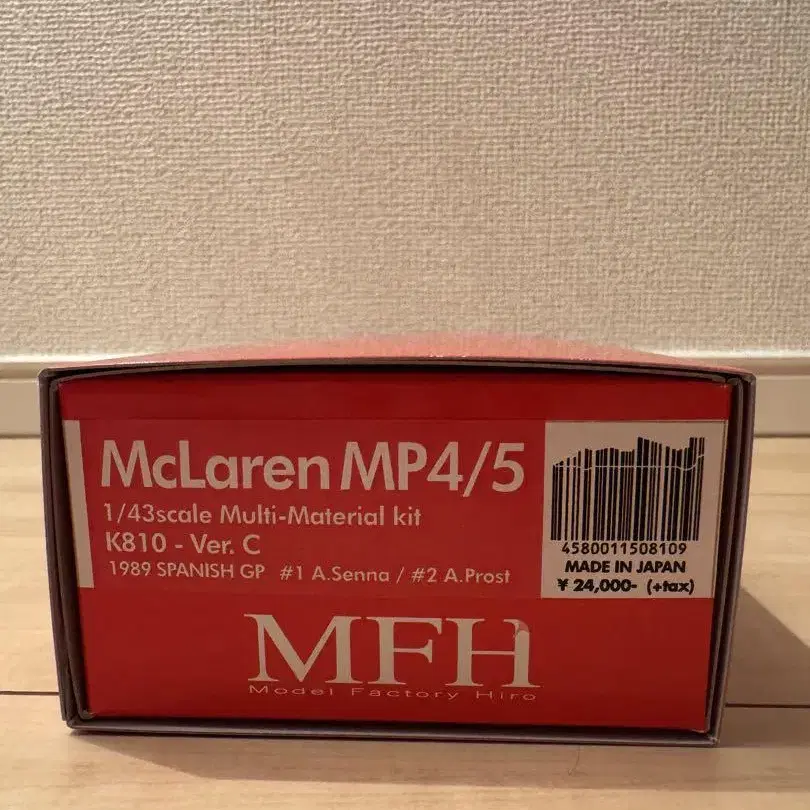 McLaren MP4/5
1/43scale Multi-Material kit
K810 - Ver. C
1989 SPANISH GP #1 A.Senna / #2 A.Prost
4580011508109
MADE IN JAPAN
¥ 24,000- (+tax)
MFH
Model Factory Hiro